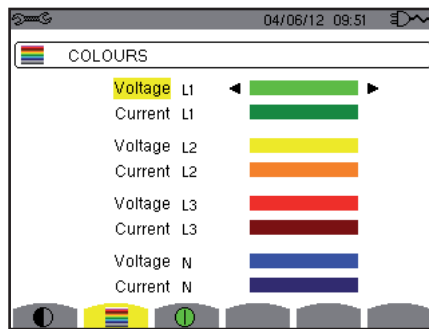 04/06/12 09:51
COLOURS
Voltage L1
Current L1
Voltage L2
Current L2
Voltage L3
Current L3
Voltage N
Current N